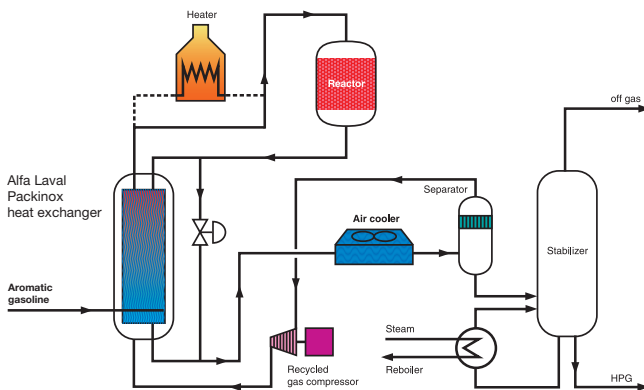 Heater
Reactor
off gas
Alfa Laval
Packinox
heat exchanger
Separator
Air cooler
Stabilizer
Aromatic
gasoline
Steam
Recycled
gas compressor
Reboiler
HPG